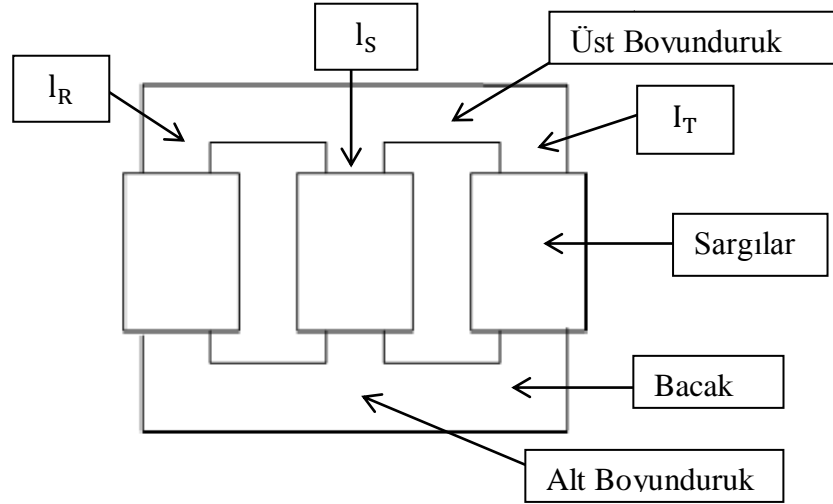 l_S
Üst Boyunduruk
l_R
I_T
Sargılar
Bacak
Alt Boyunduruk